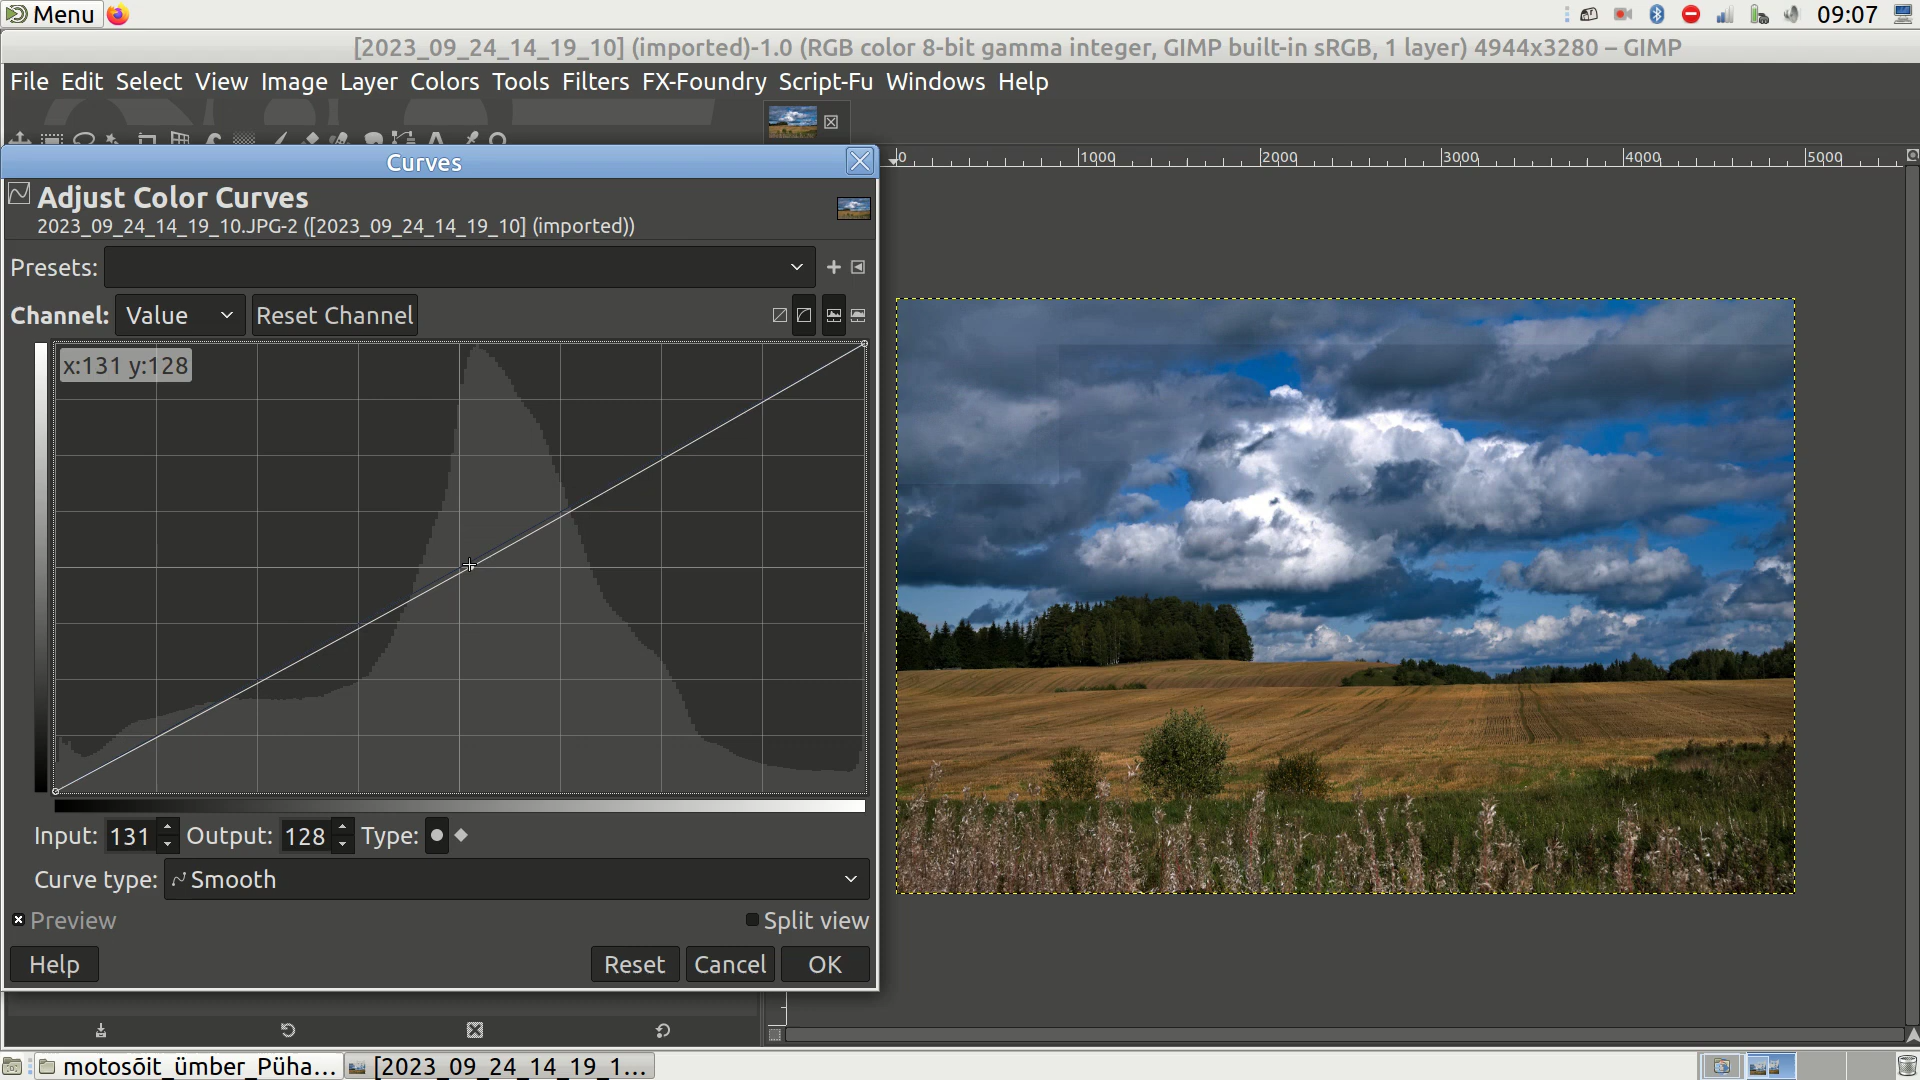 Menu 09:07
[2023_09_24_14_19_10] (imported)-1.0 (RGB color 8-bit gamma integer, GIMP built-in sRGB, 1 layer) 4944x3280 – GIMP
File Edit Select View Image Layer Colors Tools Filters FX-Foundry Script-Fu Windows Help
0 1000 2000 3000 4000 5000
Curves
Adjust Color Curves
2023_09_24_14_19_10.JPG-2 ([2023_09_24_14_19_10] (imported))
Presets:
Channel: Value Reset Channel
x:131 y:128
Input: 131 Output: 128 Type:
Curve type: Smooth
Preview Split view
Help Reset Cancel OK
motosõit_ümber_Püha... [2023_09_24_14_19_1...